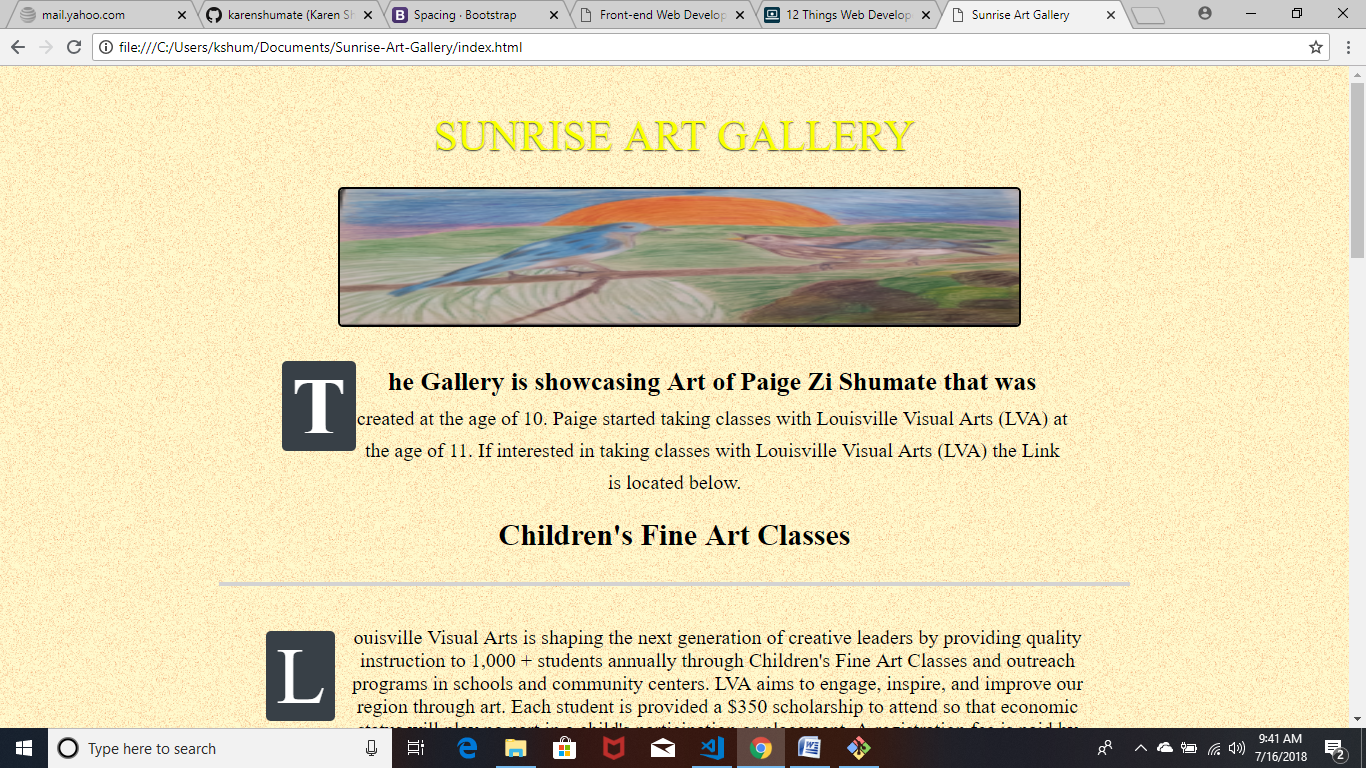 mail.yahoo.com
karenshumate (Karen Sh
Spacing · Bootstrap
Front-end Web Develop
12 Things Web Develop
Sunrise Art Gallery
file:///C:/Users/kshum/Documents/Sunrise-Art-Gallery/index.html
SUNRISE ART GALLERY
The Gallery is showcasing Art of Paige Zi Shumate that was
created at the age of 10. Paige started taking classes with Louisville Visual Arts (LVA) at
the age of 11. If interested in taking classes with Louisville Visual Arts (LVA) the Link
is located below.
Children's Fine Art Classes
Louisville Visual Arts is shaping the next generation of creative leaders by providing quality
instruction to 1,000 + students annually through Children's Fine Art Classes and outreach
programs in schools and community centers. LVA aims to engage, inspire, and improve our
region through art. Each student is provided a $350 scholarship to attend so that economic
Type here to search
9:41 AM
7/16/2018
2